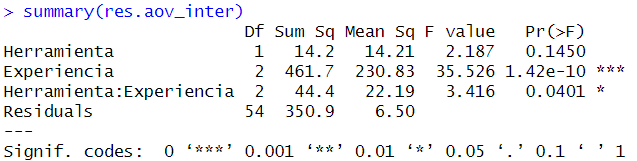 > summary(res.aov_inter)
                        Df Sum Sq Mean Sq F value   Pr(>F)
Herramienta              1   14.2   14.21   2.187   0.1450
Experiencia              2  461.7  230.83  35.526 1.42e-10 ***
Herramienta:Experiencia  2   44.4   22.19   3.416   0.0401 *
Residuals               54  350.9    6.50
---
Signif. codes:  0 ‘***’ 0.001 ‘**’ 0.01 ‘*’ 0.05 ‘.’ 0.1 ‘ ’ 1